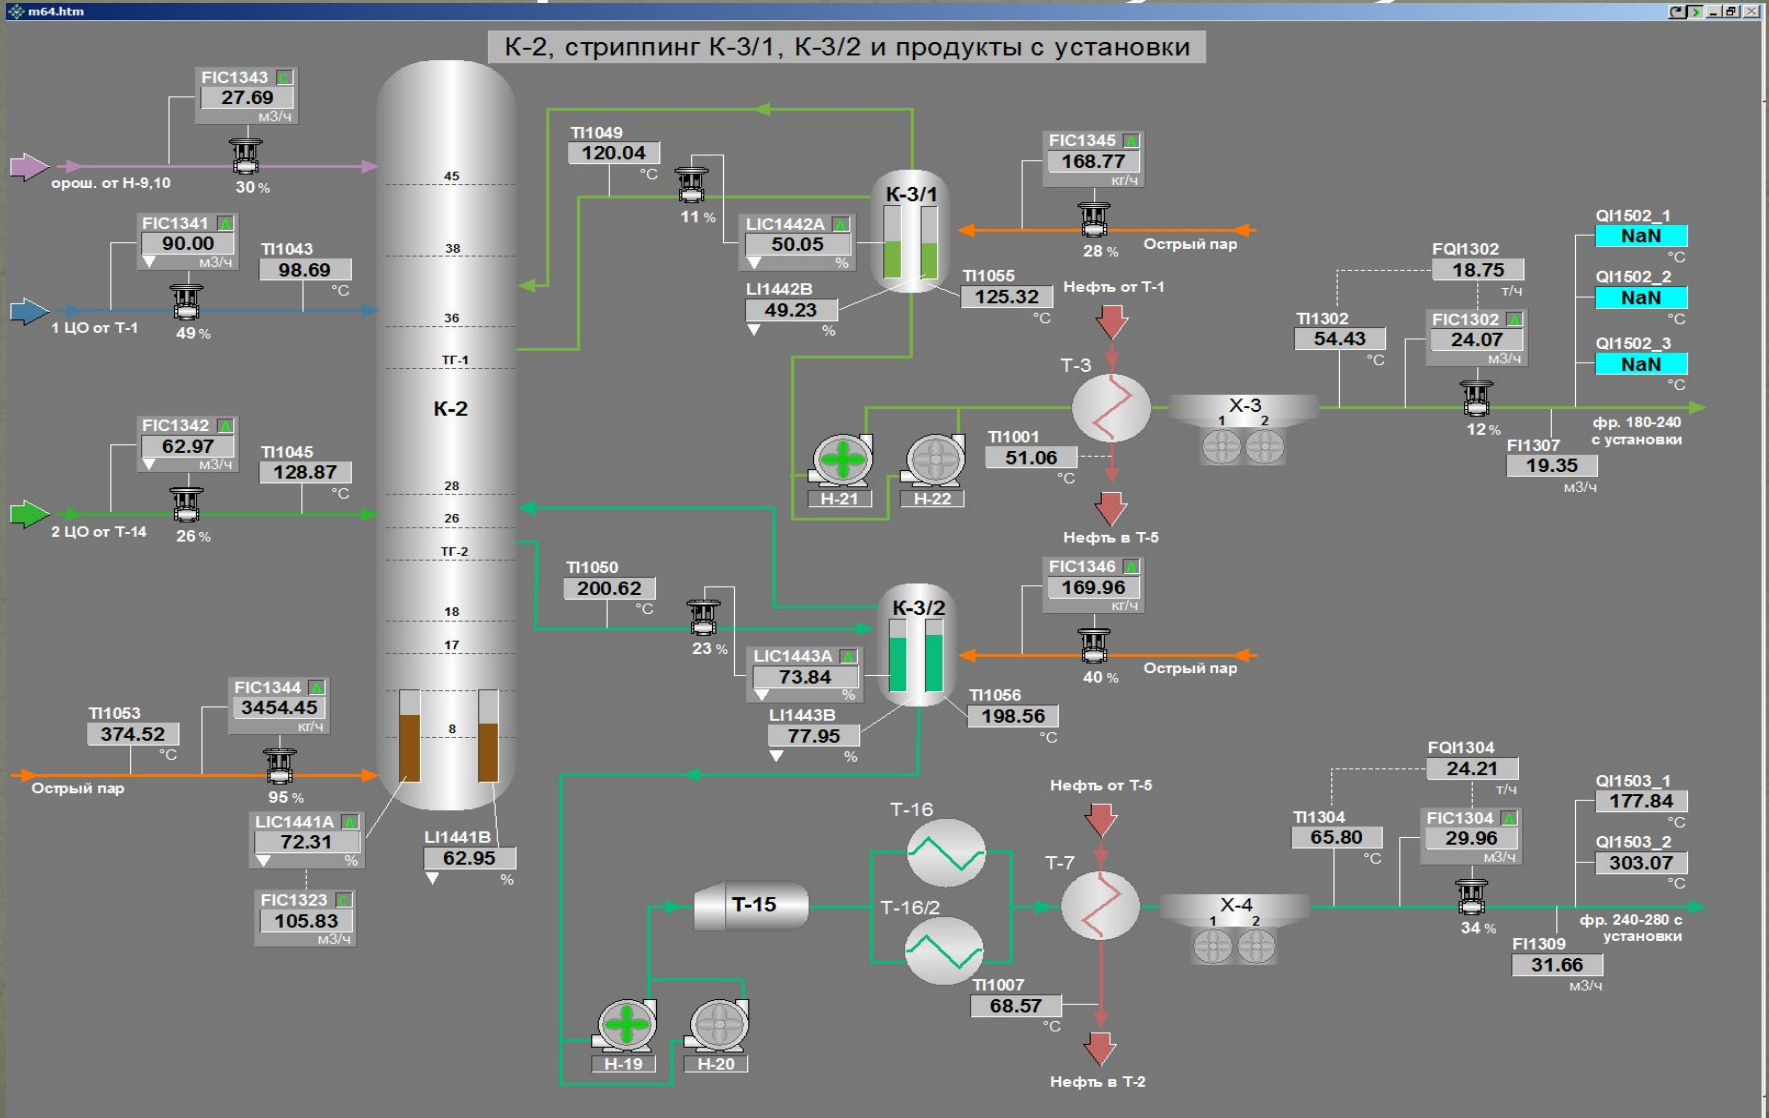 m64.htm
К-2, стриппинг К-3/1, К-3/2 и продукты с установки
FIC1343 C
27.69
м3/ч
орош. от Н-9,10
30 %
FIC1341 A
90.00
м3/ч
TI1043
98.69
°C
1 ЦО от Т-1
49 %
FIC1342 A
62.97
м3/ч
TI1045
128.87
°C
2 ЦО от Т-14
26 %
TI1053
374.52
°C
FIC1344 A
3454.45
кг/ч
Острый пар
95 %
LIC1441A A
72.31
%
FIC1323 C
105.83
м3/ч
LI1441B
62.95
%
45
38
36
ТГ-1
К-2
28
26
ТГ-2
18
17
8
TI1049
120.04
°C
11 %
К-3/1
LIC1442A A
50.05
%
LI1442B
49.23
%
TI1055
125.32
°C
FIC1345 A
168.77
кг/ч
28 %
Острый пар
Нефть от Т-1
Т-3
TI1001
51.06
°C
Нефть в Т-5
Н-21
Н-22
Х-3
1 2
TI1302
54.43
°C
FQI1302
18.75
т/ч
FIC1302 A
24.07
м3/ч
12 %
QI1502_1
NaN
°C
QI1502_2
NaN
°C
QI1502_3
NaN
°C
фр. 180-240
с установки
FI1307
19.35
м3/ч
TI1050
200.62
°C
23 %
К-3/2
LIC1443A A
73.84
%
LI1443B
77.95
%
TI1056
198.56
°C
FIC1346 A
169.96
кг/ч
40 %
Острый пар
Нефть от Т-5
Т-16
Т-7
Т-15
Т-16/2
TI1007
68.57
°C
Нефть в Т-2
Н-19
Н-20
Х-4
1 2
TI1304
65.80
°C
FQI1304
24.21
т/ч
FIC1304 A
29.96
м3/ч
34 %
QI1503_1
177.84
°C
QI1503_2
303.07
°C
фр. 240-280 с
установки
FI1309
31.66
м3/ч